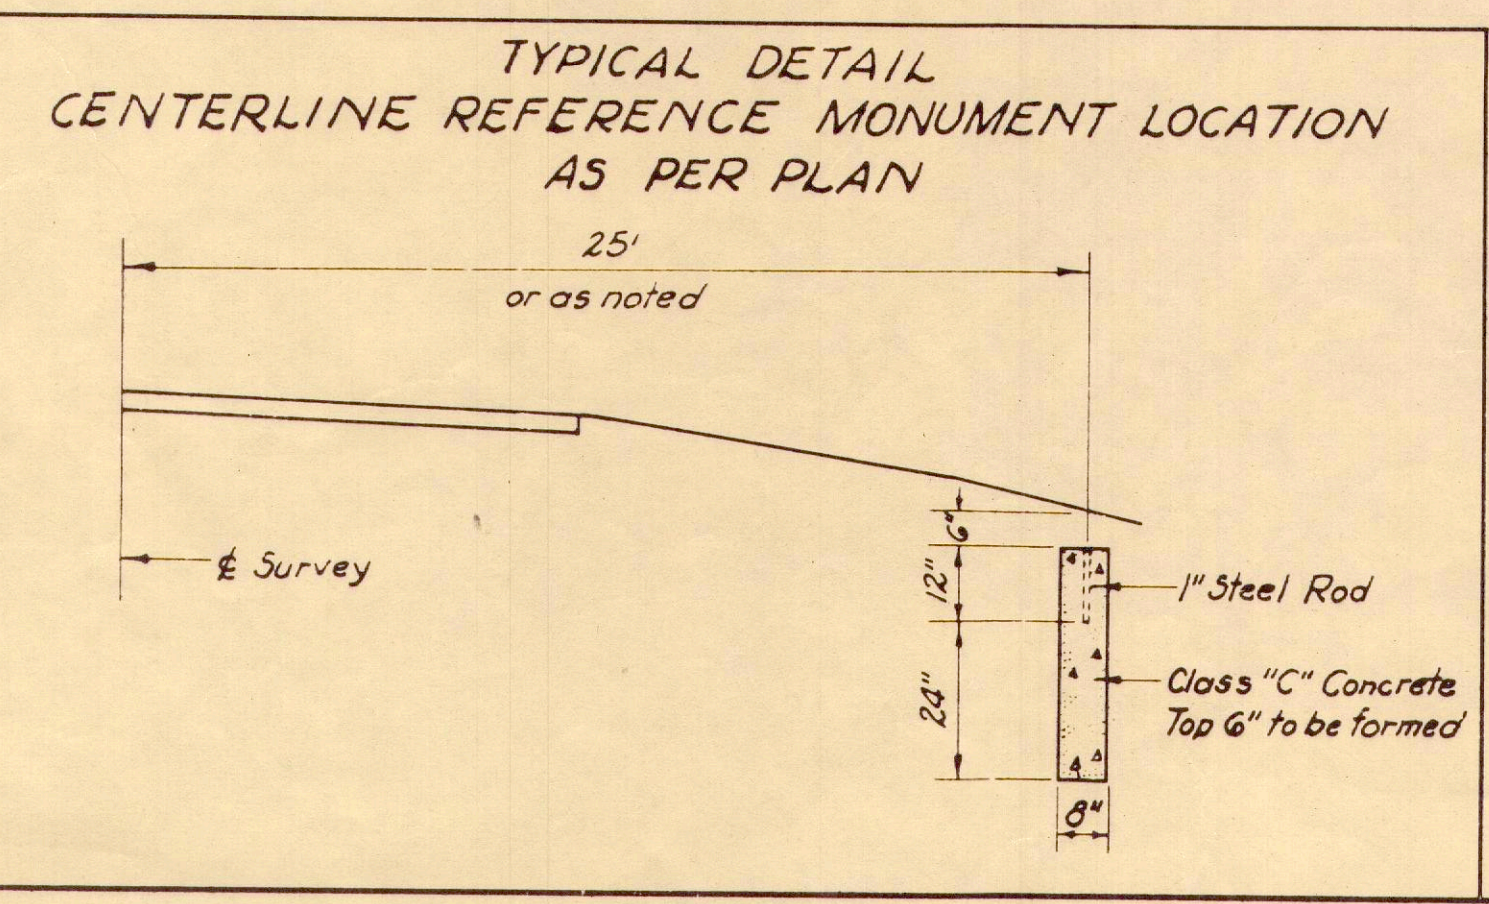 TYPICAL DETAIL
CENTERLINE REFERENCE MONUMENT LOCATION
AS PER PLAN
25'
or as noted
6"
℄ Survey
12"
1" Steel Rod
24"
Class "C" Concrete
Top 6" to be formed
8"